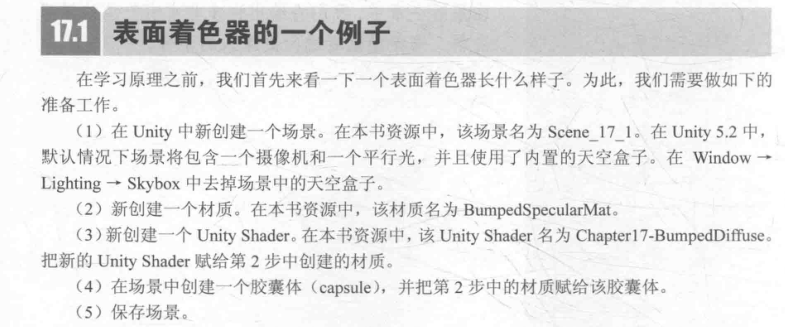 17.1 表面着色器的一个例子
在学习原理之前，我们首先来看一下一个表面着色器长什么样子。为此，我们需要做如下的
准备工作。
（1）在 Unity 中新创建一个场景。在本书资源中，该场景名为 Scene_17_1。在 Unity 5.2 中，
默认情况下场景将包含一个摄像机和一个平行光，并且使用了内置的天空盒子。在 Window →
Lighting → Skybox 中去掉场景中的天空盒子。
（2）新创建一个材质。在本书资源中，该材质名为 BumpedSpecularMat。
（3）新创建一个 Unity Shader。在本书资源中，该 Unity Shader 名为 Chapter17-BumpedDiffuse。
把新的 Unity Shader 赋给第 2 步中创建的材质。
（4）在场景中创建一个胶囊体（capsule），并把第 2 步中的材质赋给该胶囊体。
（5）保存场景。